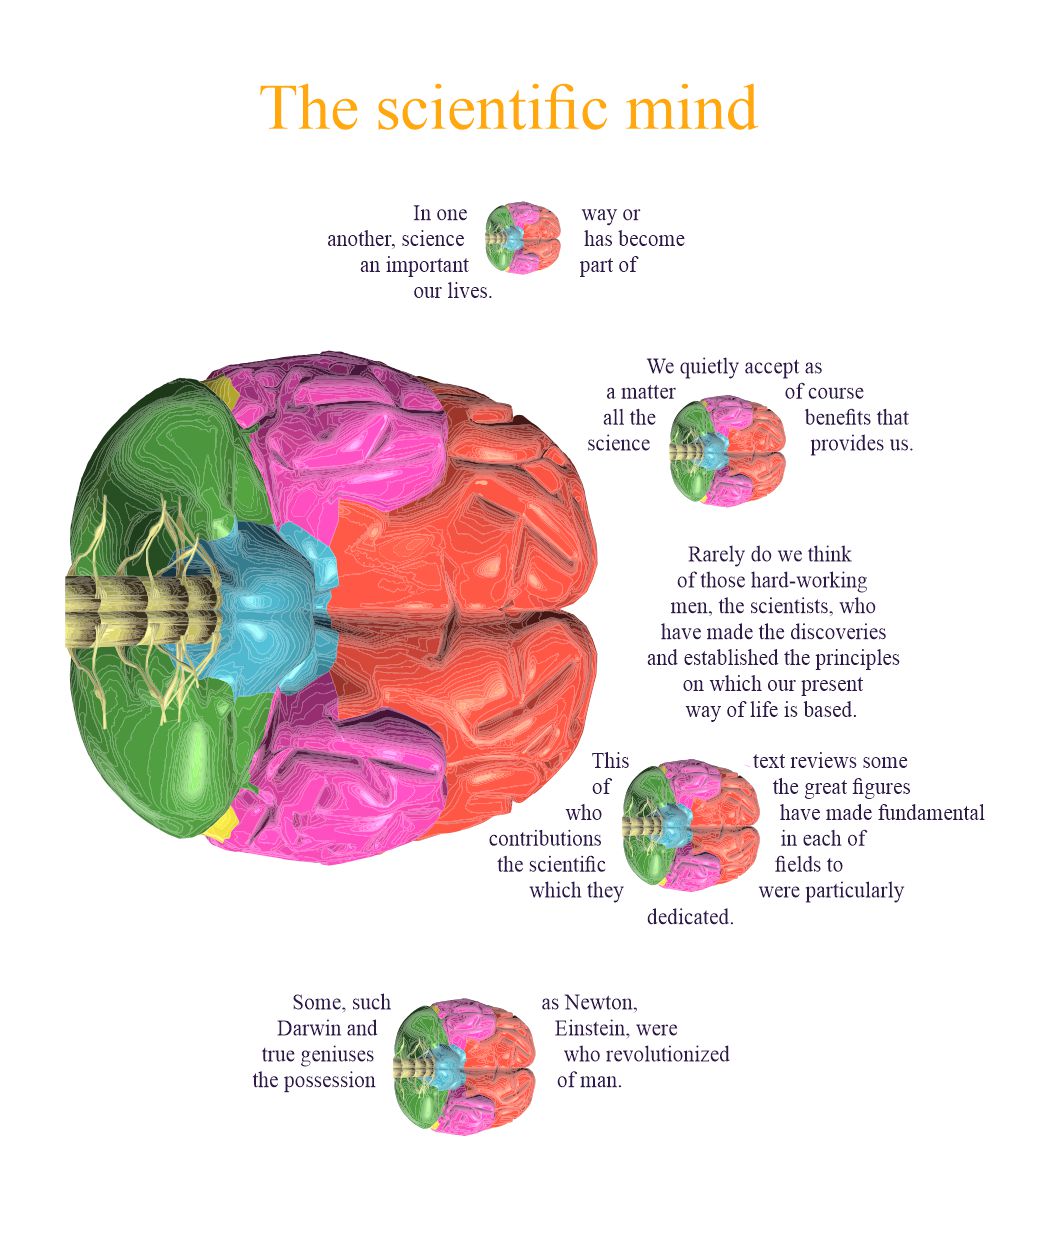 The scientific mind
In one way or
another, science has become
an important part of
our lives.
We quietly accept as
a matter of course
all the benefits that
science provides us.
Rarely do we think
of those hard-working
men, the scientists, who
have made the discoveries
and established the principles
on which our present
way of life is based.
This text reviews some
of the great figures
who have made fundamental
contributions in each of
the scientific fields to
which they were particularly
dedicated.
Some, such as Newton,
Darwin and Einstein, were
true geniuses who revolutionized
the possession of man.